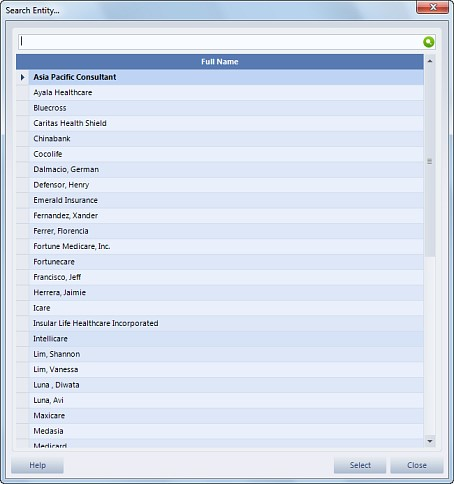 Search Entity...
Full Name
Asia Pacific Consultant
Ayala Healthcare
Bluecross
Caritas Health Shield
Chinabank
Cocolife
Dalmacio, German
Defensor, Henry
Emerald Insurance
Fernandez, Xander
Ferrer, Florencia
Fortune Medicare, Inc.
Fortunecare
Francisco, Jeff
Herrera, Jaimie
Icare
Insular Life Healthcare Incorporated
Intellicare
Lim, Shannon
Lim, Vanessa
Luna , Diwata
Luna, Avi
Maxicare
Medasia
Medicard
Help Select Close